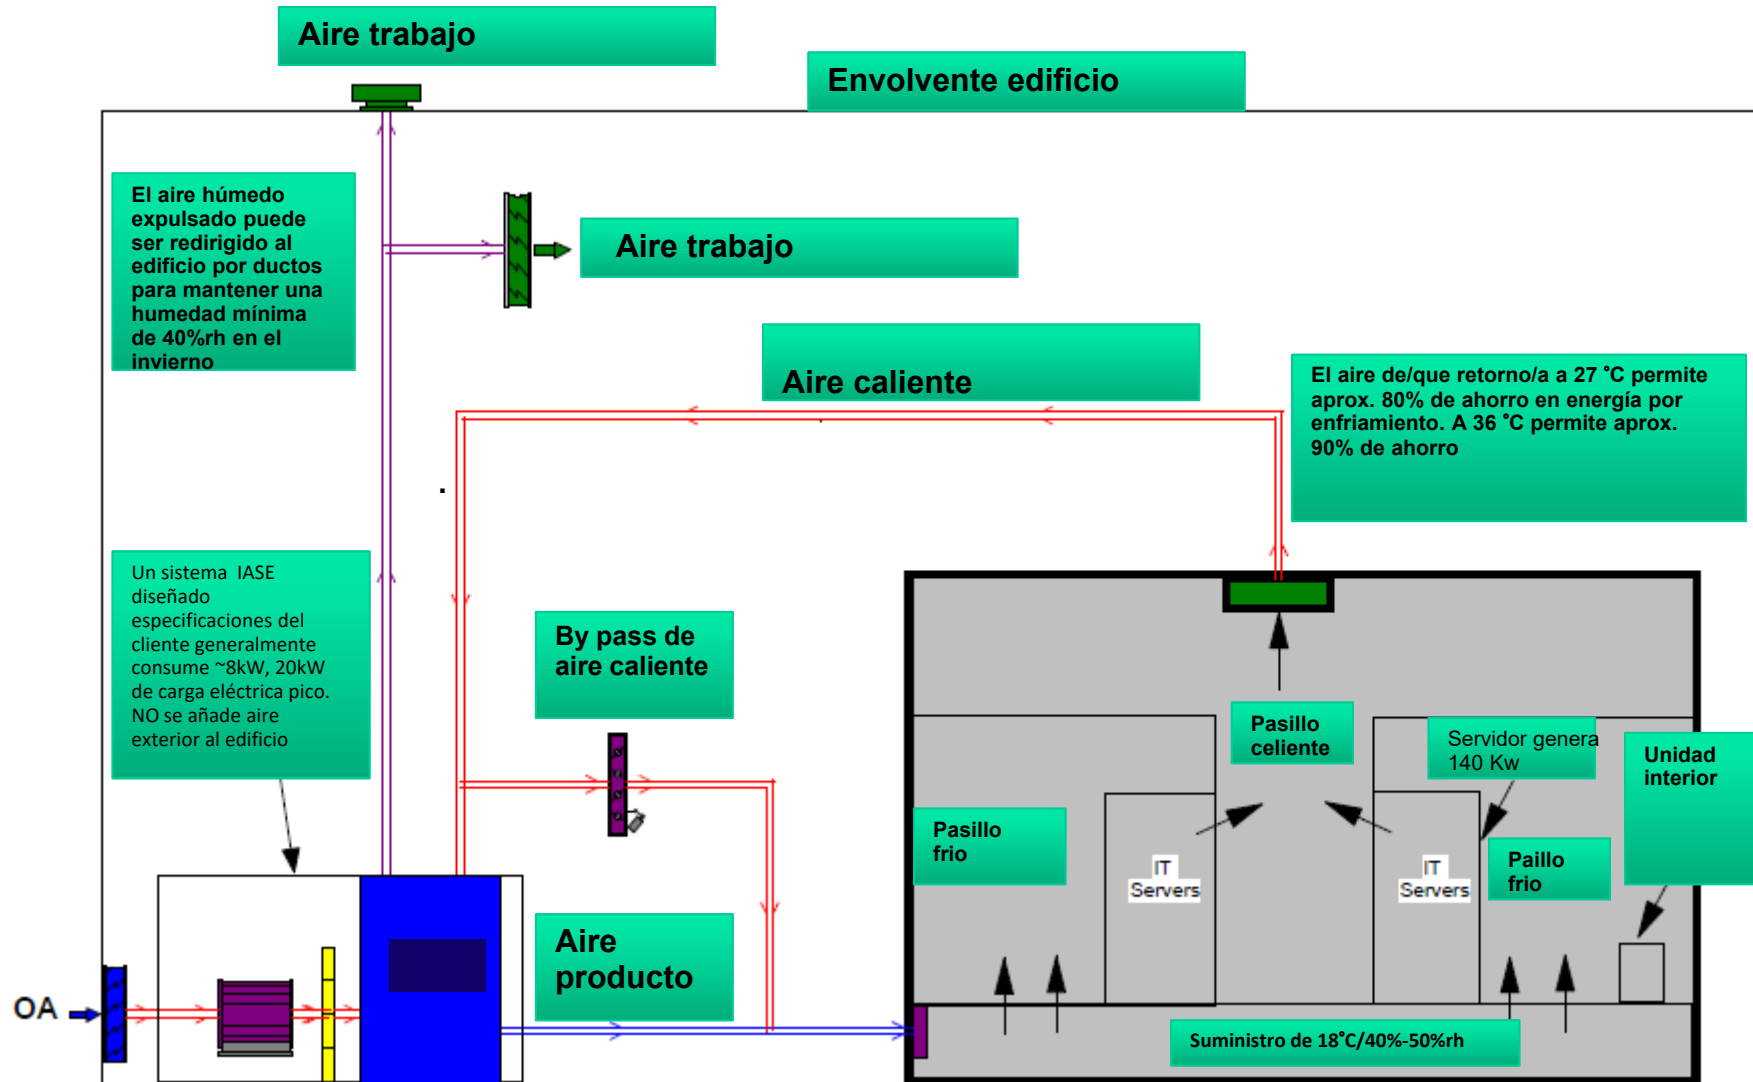 Aire trabajo
Envolvente edificio
El aire húmedo
expulsado puede
ser redirigido al
edificio por ductos
para mantener una
humedad mínima
de 40%rh en el
invierno
Aire trabajo
Aire caliente
El aire de/que retorno/a a 27 °C permite
aprox. 80% de ahorro en energía por
enfriamiento. A 36 °C permite aprox.
90% de ahorro
Un sistema IASE
diseñado
especificaciones del
cliente generalmente
consume ~8kW, 20kW
de carga eléctrica pico.
NO se añade aire
exterior al edificio
By pass de
aire caliente
Pasillo
celiente
Servidor genera
140 Kw
Unidad
interior
Pasillo
frio
IT
Servers
IT
Servers
Paillo
frio
Aire
producto
OA
Suministro de 18°C/40%-50%rh